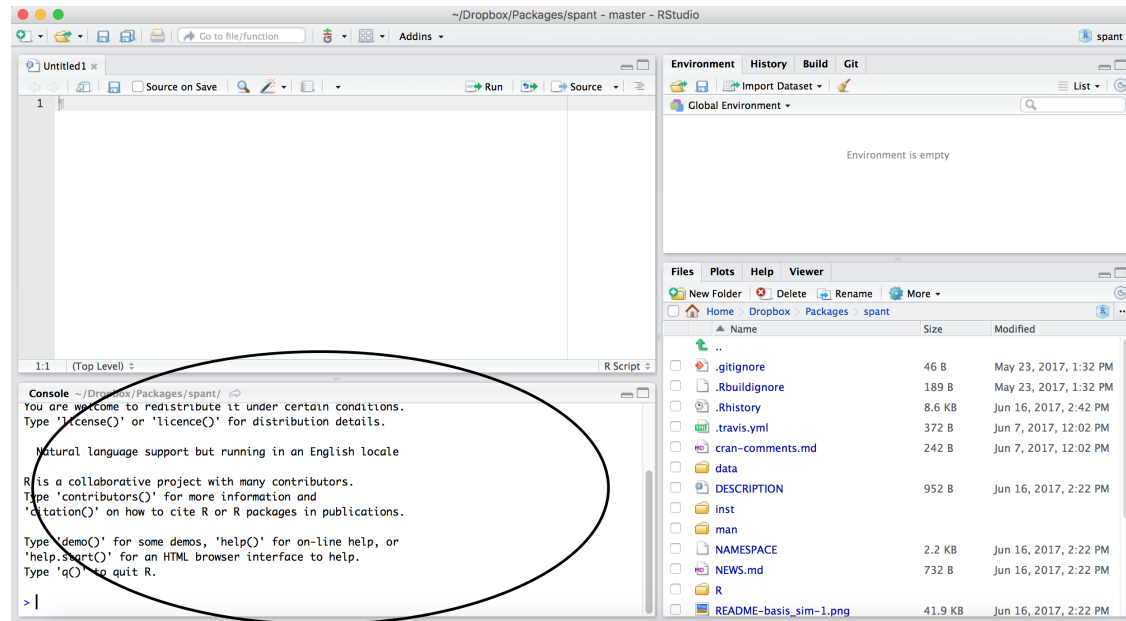 ~/Dropbox/Packages/spant - master - RStudio
Go to file/function
Addins
spant
Untitled1
Source on Save
Run
Source
1
1:1 (Top Level)
R Script
Console ~/Dropbox/Packages/spant/
You are welcome to redistribute it under certain conditions.
Type 'license()' or 'licence()' for distribution details.
Natural language support but running in an English locale
R is a collaborative project with many contributors.
Type 'contributors()' for more information and
'citation()' on how to cite R or R packages in publications.
Type 'demo()' for some demos, 'help()' for on-line help, or
'help.start()' for an HTML browser interface to help.
Type 'q()' to quit R.
>
Environment History Build Git
Import Dataset
List
Global Environment
Environment is empty
Files Plots Help Viewer
New Folder Delete Rename More
Home Dropbox Packages spant
Name Size Modified
..
.gitignore 46 B May 23, 2017, 1:32 PM
.Rbuildignore 189 B May 23, 2017, 1:32 PM
.Rhistory 8.6 KB Jun 16, 2017, 2:42 PM
.travis.yml 372 B Jun 7, 2017, 12:02 PM
cran-comments.md 242 B Jun 7, 2017, 12:02 PM
data
DESCRIPTION 952 B Jun 16, 2017, 2:22 PM
inst
man
NAMESPACE 2.2 KB Jun 16, 2017, 2:22 PM
NEWS.md 732 B Jun 16, 2017, 2:22 PM
R
README-basis_sim-1.png 41.9 KB Jun 16, 2017, 2:22 PM